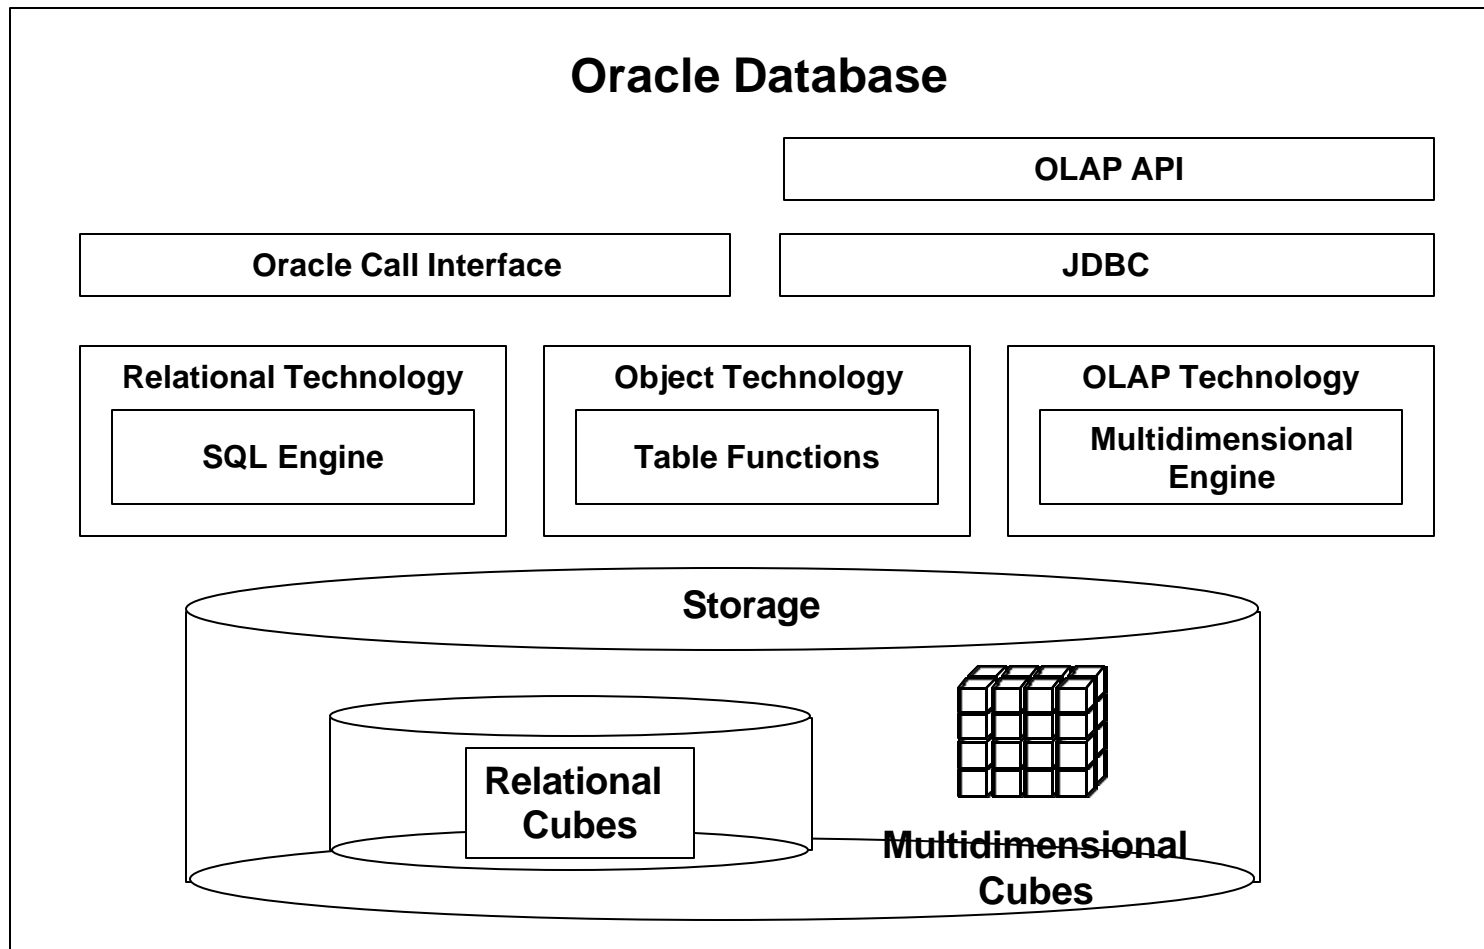 Oracle Database
OLAP API
Oracle Call Interface
JDBC
Relational Technology
SQL Engine
Object Technology
Table Functions
OLAP Technology
Multidimensional
Engine
Storage
Relational
Cubes
Multidimensional
Cubes